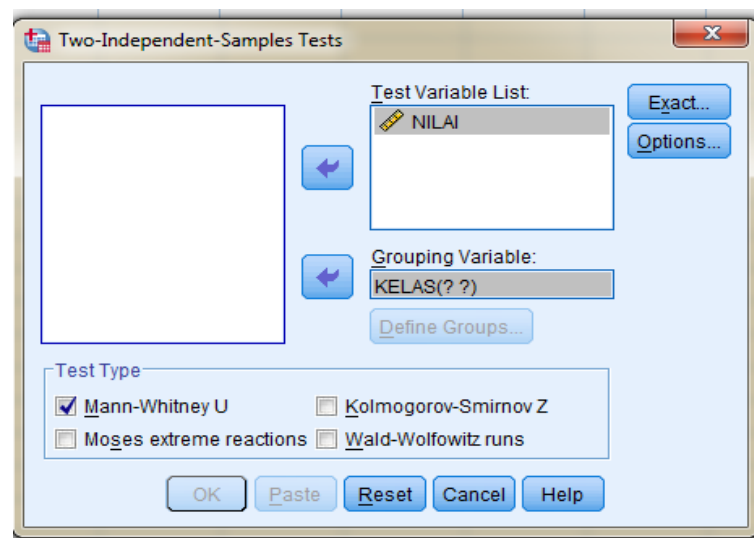 Two-Independent-Samples Tests
Test Variable List:
NILAI
Exact...
Options...
Grouping Variable:
KELAS(? ?)
Define Groups...
Test Type
Mann-Whitney U
Kolmogorov-Smirnov Z
Moses extreme reactions
Wald-Wolfowitz runs
OK
Paste
Reset
Cancel
Help